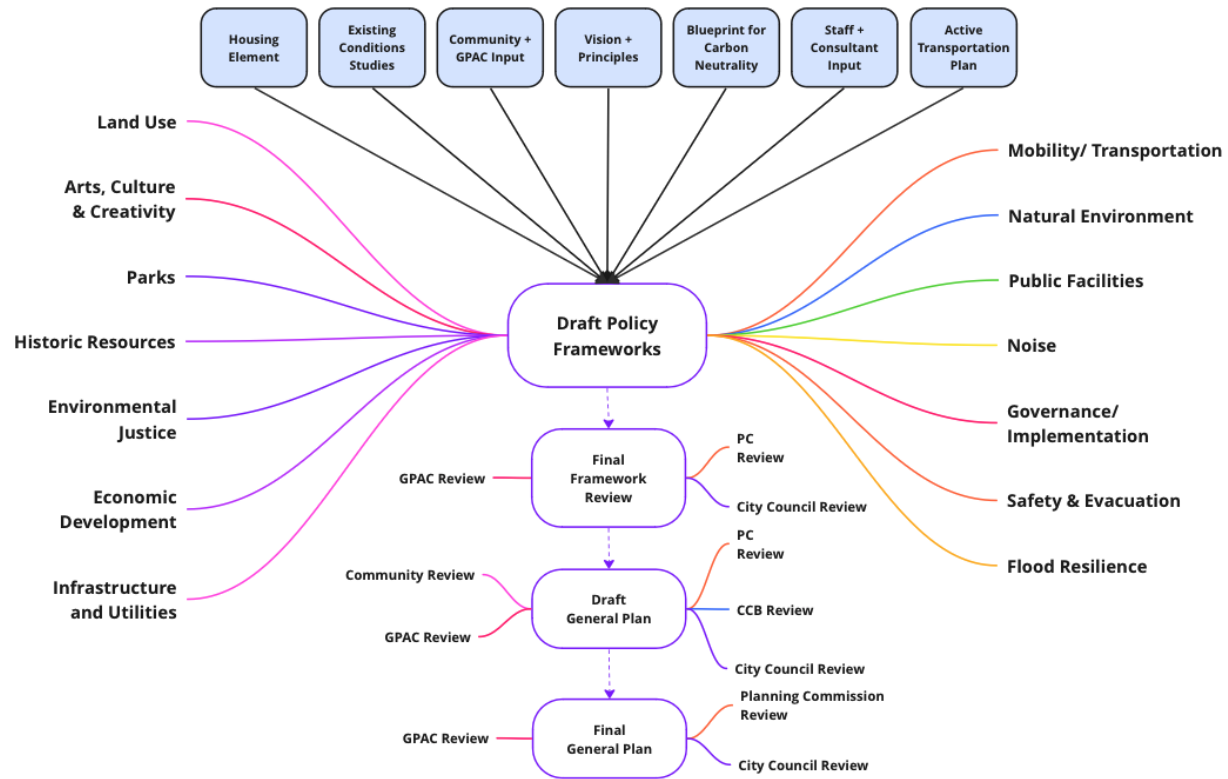 Housing
Element
Existing
Conditions
Studies
Community +
GPAC Input
Vision +
Principles
Blueprint for
Carbon
Neutrality
Staff +
Consultant
Input
Active
Transportation
Plan
Land Use
Arts, Culture
& Creativity
Parks
Historic Resources
Environmental
Justice
Economic
Development
Infrastructure
and Utilities
Draft Policy
Frameworks
Mobility/ Transportation
Natural Environment
Public Facilities
Noise
Governance/
Implementation
Safety & Evacuation
Flood Resilience
Final
Framework
Review
GPAC Review
PC
Review
City Council Review
Draft
General Plan
Community Review
GPAC Review
PC
Review
CCB Review
City Council Review
Final
General Plan
GPAC Review
Planning Commission
Review
City Council Review